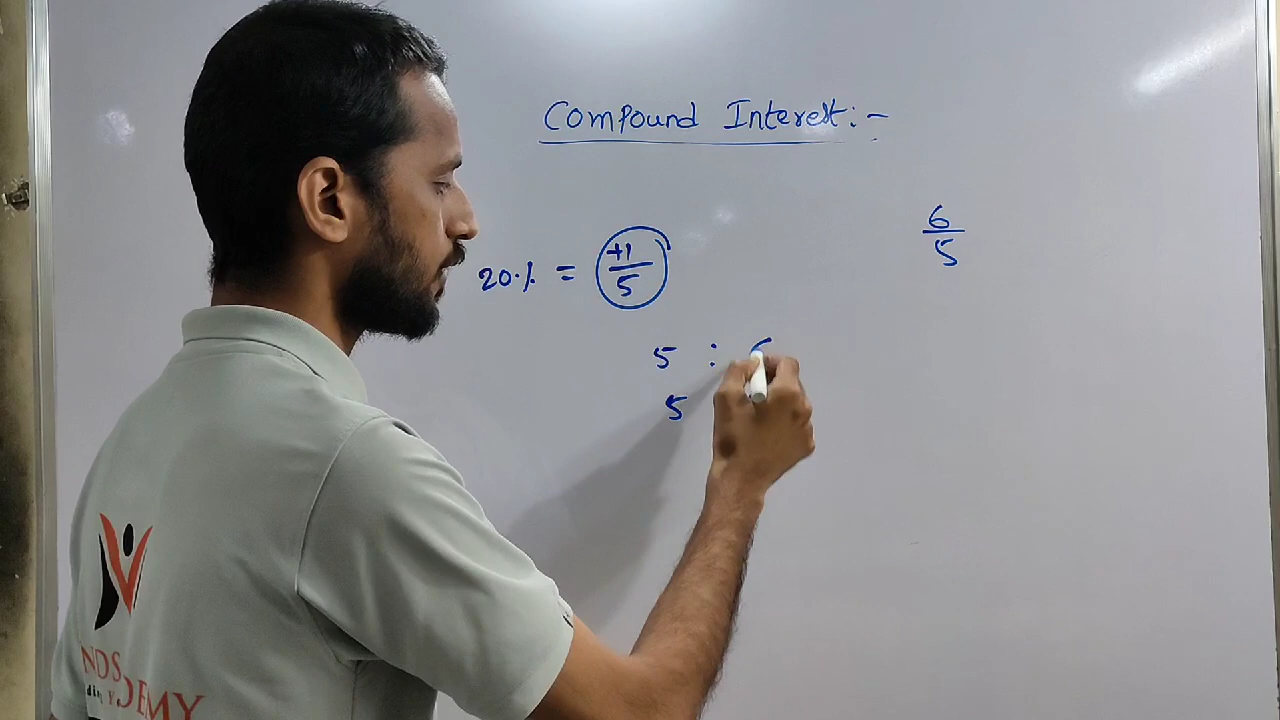 Compound Interest:-
6/5
20% = +1/5
5 : 6
5